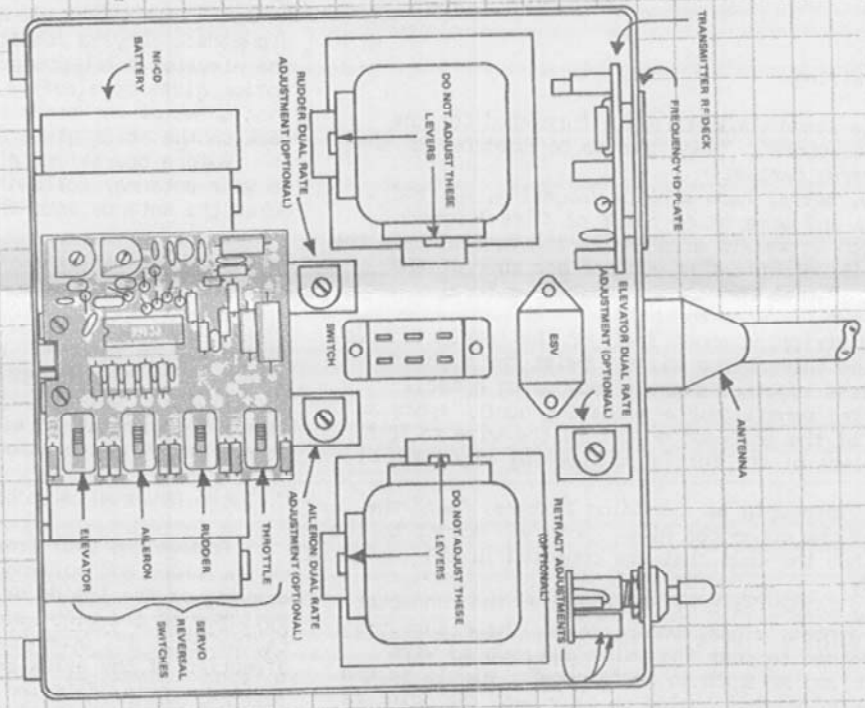 ANTENNA
TRANSMITTER RF DECK
FREQUENCY ID PLATE
ELEVATOR DUAL RATE
ADJUSTMENT (OPTIONAL)
RETRACT ADJUSTMENTS
(OPTIONAL)
ESV
DO NOT ADJUST THESE
LEVERS
DO NOT ADJUST THESE
LEVERS
SWITCH
RUDDER DUAL RATE
ADJUSTMENT (OPTIONAL)
AILERON DUAL RATE
ADJUSTMENT (OPTIONAL)
THROTTLE
RUDDER
AILERON
ELEVATOR
SERVO
REVERSAL
SWITCHES
NI-CD
BATTERY